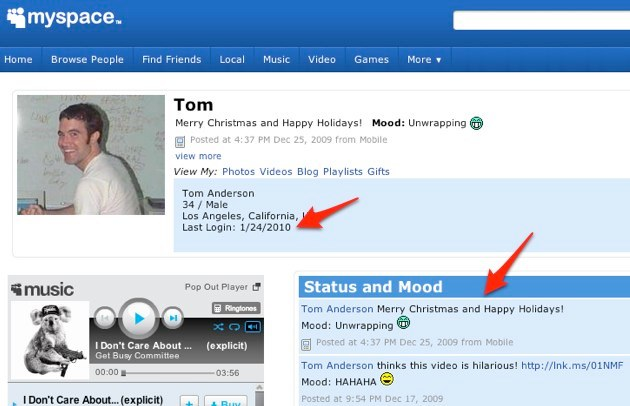 myspace™
Home Browse People Find Friends Local Music Video Games More ▼
Tom
Merry Christmas and Happy Holidays! Mood: Unwrapping
Posted at 4:37 PM Dec 25, 2009 from Mobile
view more
View My: Photos Videos Blog Playlists Gifts
Tom Anderson
34 / Male
Los Angeles, California,
Last Login: 1/24/2010
music Pop Out Player
Ringtones
I Don't Care About ... (explicit)
Get Busy Committee
00:00 03:56
I Don't Care About... (explicit) + Buy
Status and Mood
Tom Anderson Merry Christmas and Happy Holidays!
Mood: Unwrapping
Posted at 4:37 PM Dec 25, 2009 from Mobile
Tom Anderson thinks this video is hilarious! http://lnk.ms/01NMF
Mood: HAHAHA
Posted at 9:54 PM Dec 17, 2009